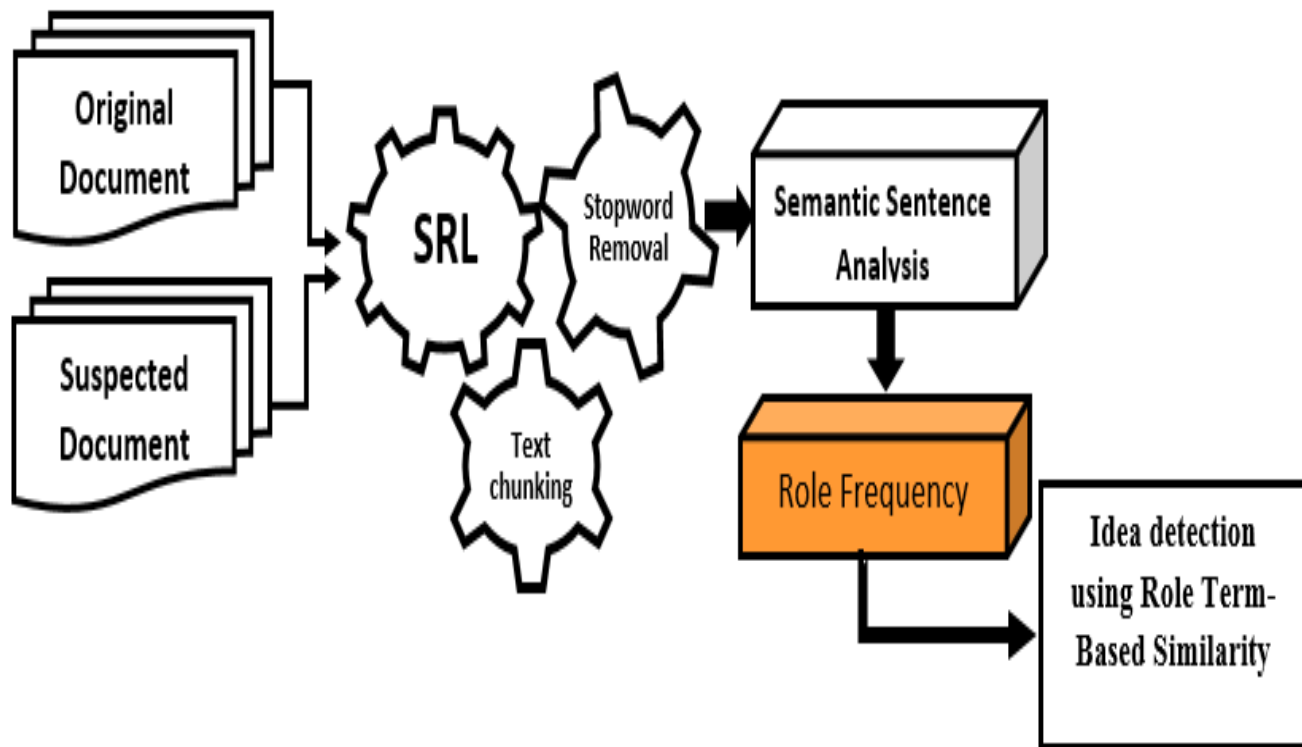 Original
Document
Suspected
Document
SRL
Stopword
Removal
Text
chunking
Semantic Sentence
Analysis
Role Frequency
Idea detection
using Role Term-
Based Similarity